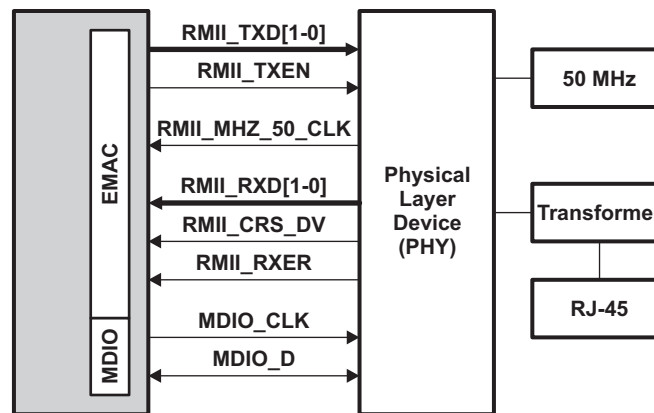 RMII_TXD[1-0]
RMII_TXEN
50 MHz
RMII_MHZ_50_CLK
EMAC
RMII_RXD[1-0]
Physical
Layer
Device
(PHY)
Transforme
RMII_CRS_DV
RMII_RXER
RJ-45
MDIO_CLK
MDIO
MDIO_D